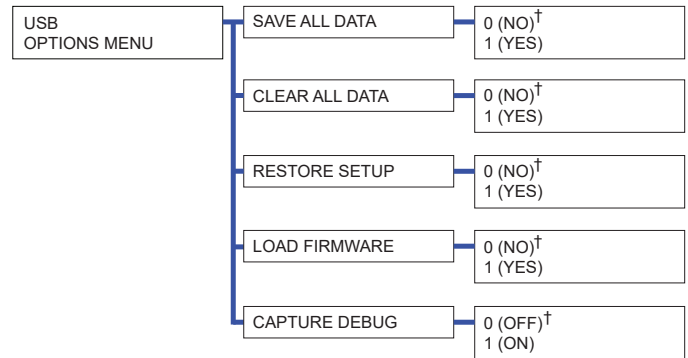 USB
OPTIONS MENU
SAVE ALL DATA
0 (NO)†
1 (YES)
CLEAR ALL DATA
0 (NO)†
1 (YES)
RESTORE SETUP
0 (NO)†
1 (YES)
LOAD FIRMWARE
0 (NO)†
1 (YES)
CAPTURE DEBUG
0 (OFF)†
1 (ON)